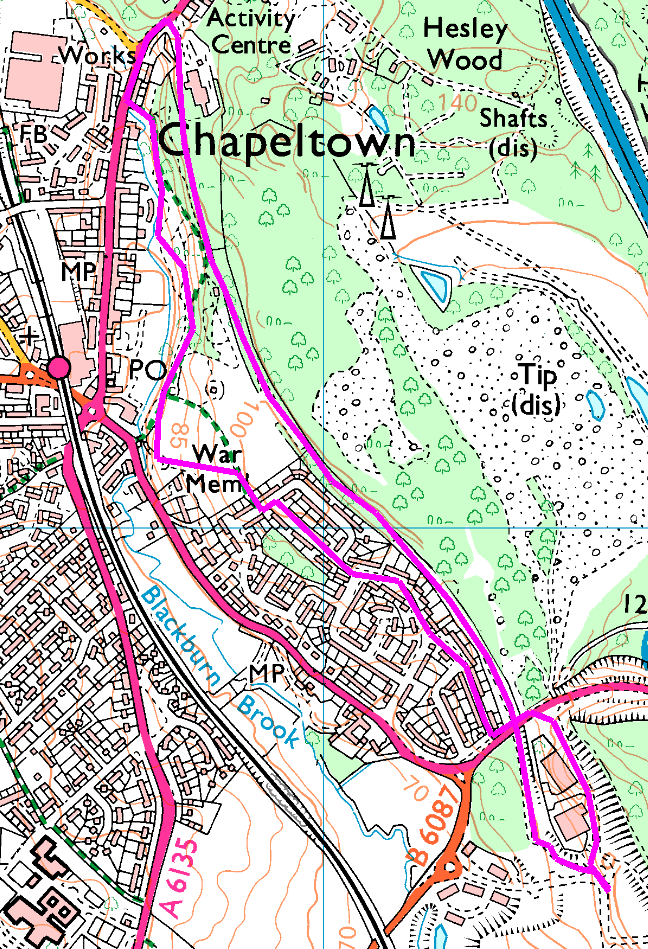 Activity
Centre
Hesley
Wood
Works
140
Shafts
(dis)
Chapeltown
FB
MP
PO
Tip
(dis)
100
85
War
Mem
12
Blackburn
Brook
MP
70
B 6087
A 6135
70